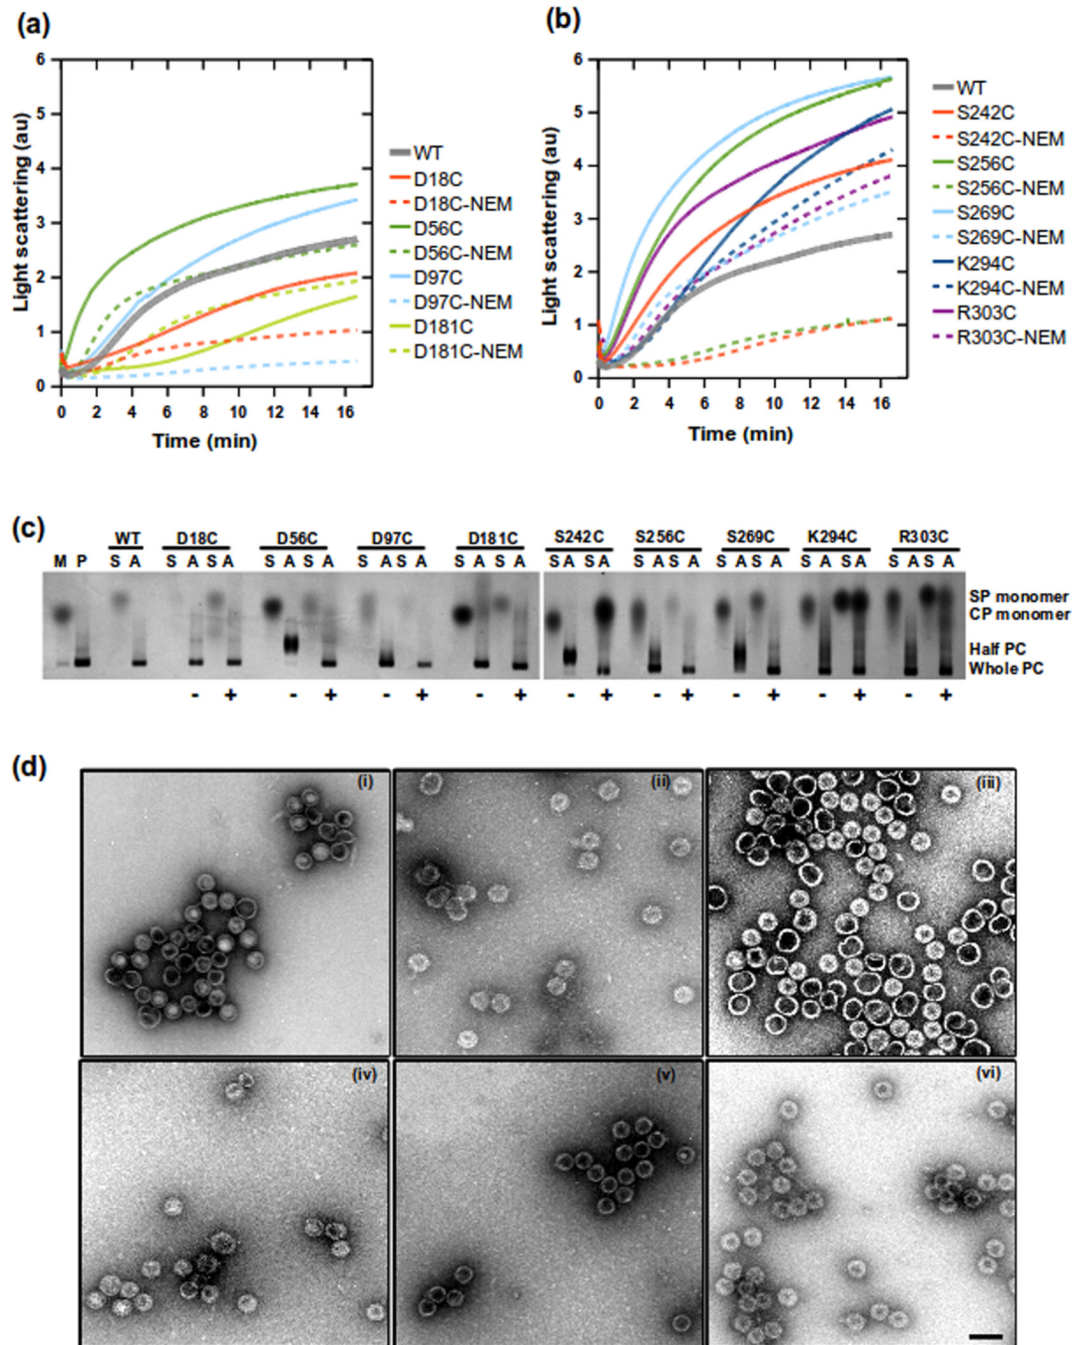 (a)
6
5
4
3
2
1
0
Light scattering (au)
0 2 4 6 8 10 12 14 16
Time (min)
WT
D18C
D18C-NEM
D56C
D56C-NEM
D97C
D97C-NEM
D181C
D181C-NEM
(b)
6
5
4
3
2
1
0
Light scattering (au)
0 2 4 6 8 10 12 14 16
Time (min)
WT
S242C
S242C-NEM
S256C
S256C-NEM
S269C
S269C-NEM
K294C
K294C-NEM
R303C
R303C-NEM
(c)
WT D18C D56C D97C D181C S242C S256C S269C K294C R303C
M P S A S A S A S A S A S A S A S A S A S A S A S A S A S A S A S A S A S A S A
SP monomer
CP monomer
Half PC
Whole PC
- + - + - + - + - + - + - + - + - +
(d)
(i) (ii) (iii)
(iv) (v) (vi)